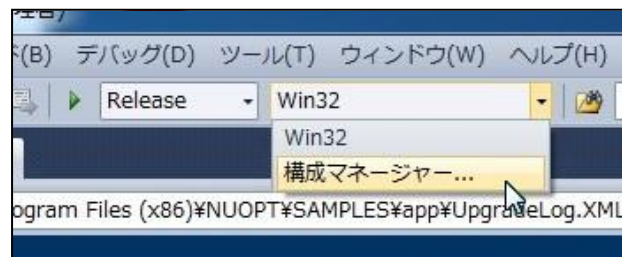 (B) デバッグ(D) ツール(T) ウィンドウ(W) ヘルプ(H)
Release Win32
Win32
構成マネージャー...
ogram Files (x86)¥NUOPT¥SAMPLES¥app¥UpgradeLog.XML